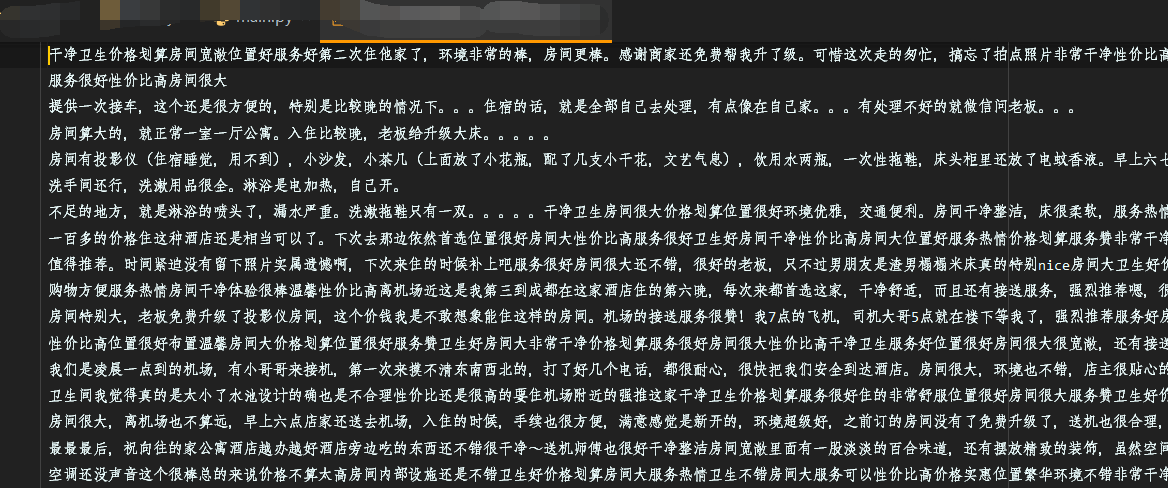 main.py
干净卫生价格划算房间宽敞位置好服务好第二次住他家了，环境非常的棒，房间更棒。感谢商家还免费帮我升了级。可惜这次走的匆忙，搞忘了拍点照片非常干净性价比高
服务很好性价比高房间很大
提供一次接车，这个还是很方便的，特别是比较晚的情况下。。。住宿的话，就是全部自己去处理，有点像在自己家。。。有处理不好的就微信问老板。。。
房间算大的，就正常一室一厅公寓。入住比较晚，老板给升级大床。。。。。
房间有投影仪（住宿睡觉，用不到），小沙发，小茶几（上面放了小花瓶，配了几支小干花，文艺气息），饮用水两瓶，一次性拖鞋，床头柜里还放了电蚊香液。早上六七
洗手间还行，洗漱用品很全。淋浴是电加热，自己开。
不足的地方，就是淋浴的喷头了，漏水严重。洗漱拖鞋只有一双。。。。。干净卫生房间很大价格划算位置很好环境优雅，交通便利。房间干净整洁，床很柔软，服务热情
一百多的价格住这种酒店还是相当可以了。下次去那边依然首选位置很好房间大性价比高服务很好卫生好房间干净性价比高房间大位置好服务热情价格划算服务赞非常干净
值得推荐。时间紧迫没有留下照片实属遗憾啊，下次来住的时候补上吧服务很好房间很大还不错，很好的老板，只不过男朋友是渣男榻榻米床真的特别nice房间大卫生好价
购物方便服务热情房间干净体验很棒温馨性价比高离机场近这是我第三到成都在这家酒店住的第六晚，每次来都首选这家，干净舒适，而且还有接送服务，强烈推荐嗯，很
房间特别大，老板免费升级了投影仪房间，这个价钱我是不敢想象能住这样的房间。机场的接送服务很赞！我7点的飞机，司机大哥5点就在楼下等我了，强烈推荐服务好房
性价比高位置很好布置温馨房间大价格划算位置很好服务赞卫生好房间大非常干净价格划算服务很好房间很大性价比高干净卫生服务好位置很好房间很大很宽敞，还有接送
我们是凌晨一点到的机场，有小哥哥来接机，第一次来摸不清东南西北的，打了好几个电话，都很耐心，很快把我们安全到达酒店。房间很大，环境也不错，店主很贴心的
卫生间我觉得真的是太小了水池设计的确也是不合理性价比还是很高的要住机场附近的强推这家干净卫生价格划算服务很好住的非常舒服位置很好房间很大服务赞卫生好价
房间很大，离机场也不算远，早上六点店家还送去机场，入住的时候，手续也很方便，满意感觉是新开的，环境超级好，之前订的房间没有了免费升级了，送机也很合理，
最最最后，祝向往的家公寓酒店越办越好酒店旁边吃的东西还不错很干净～送机师傅也很好干净整洁房间宽敞里面有一股淡淡的百合味道，还有摆放精致的装饰，虽然空间
空调还没声音这个很棒总的来说价格不算太高房间内部设施还是不错卫生好价格划算房间大服务热情卫生不错房间大服务可以性价比高价格实惠位置繁华环境不错非常干净